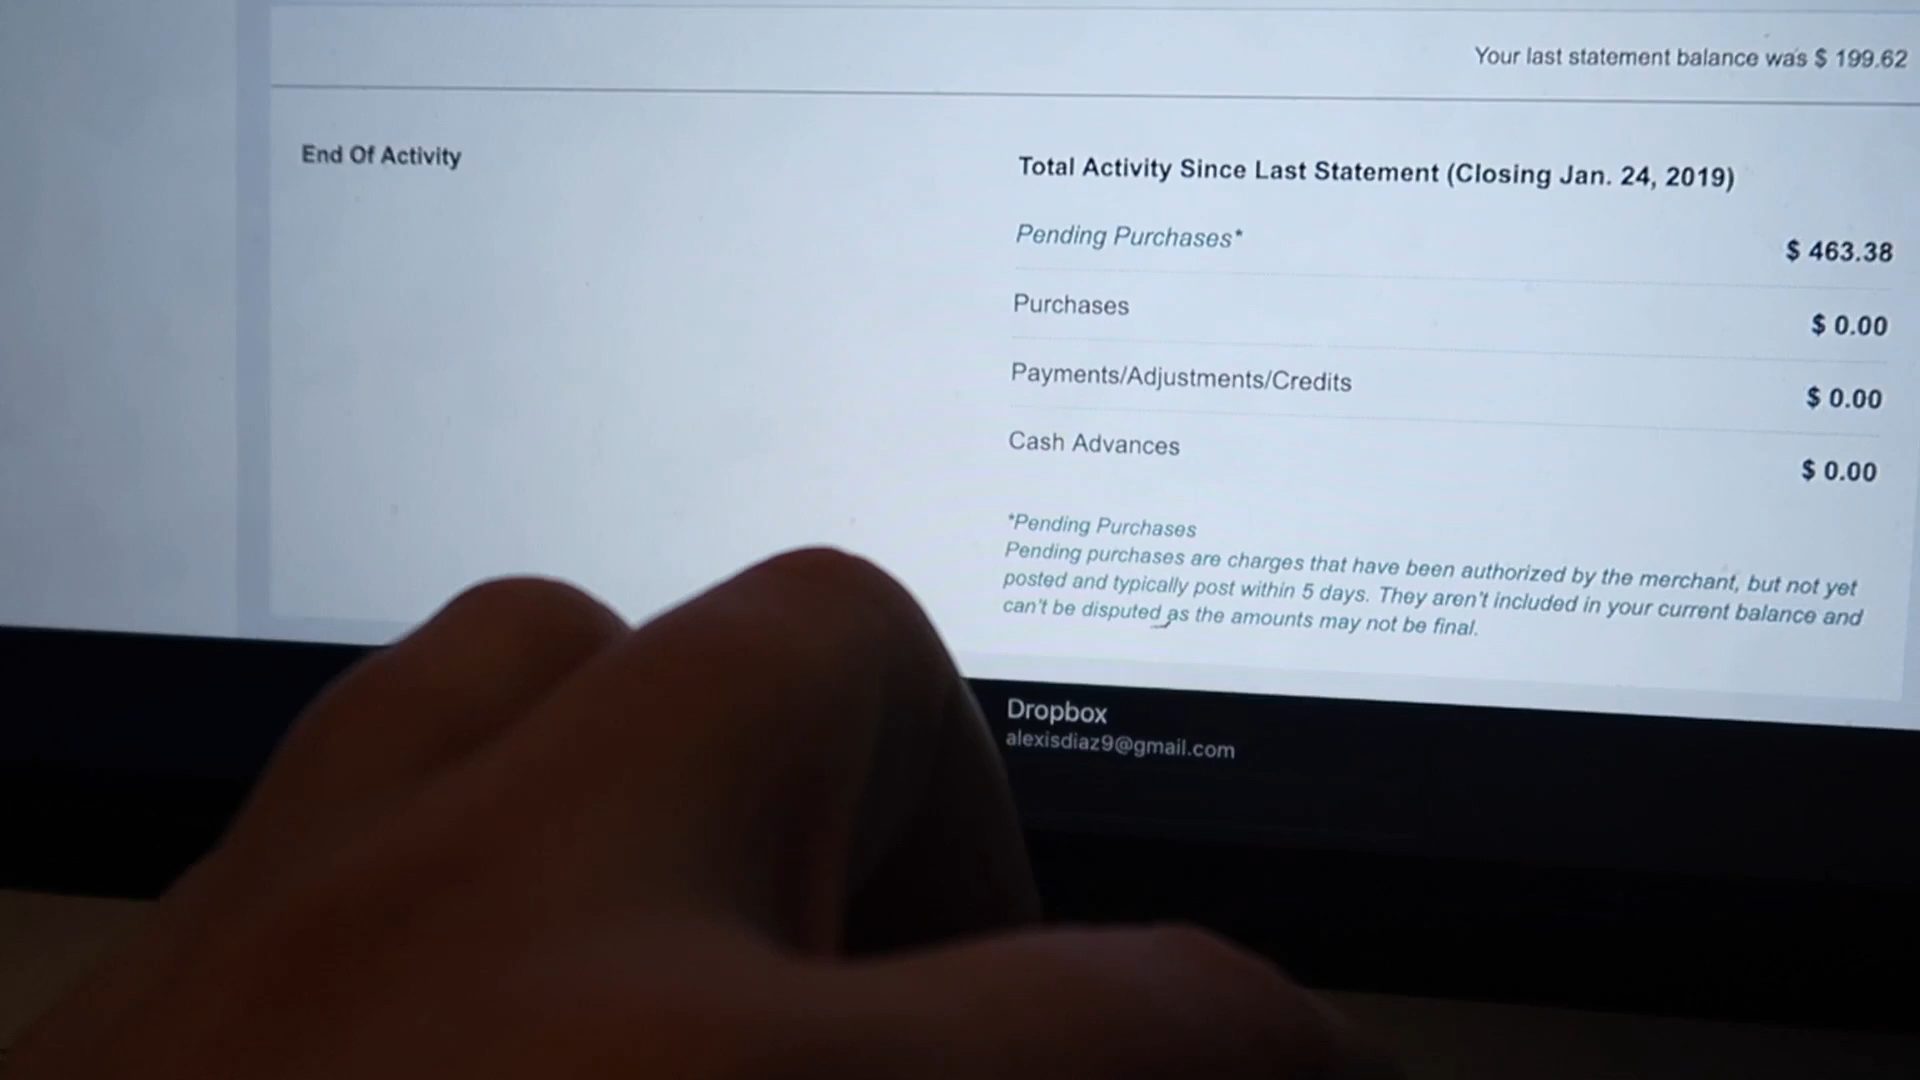 Your last statement balance was $ 199.62
End Of Activity
Total Activity Since Last Statement (Closing Jan. 24, 2019)
Pending Purchases* $ 463.38
Purchases $ 0.00
Payments/Adjustments/Credits $ 0.00
Cash Advances $ 0.00
*Pending Purchases
Pending purchases are charges that have been authorized by the merchant, but not yet
posted and typically post within 5 days. They aren't included in your current balance and
can't be disputed as the amounts may not be final.
Dropbox
alexisdiaz9@gmail.com